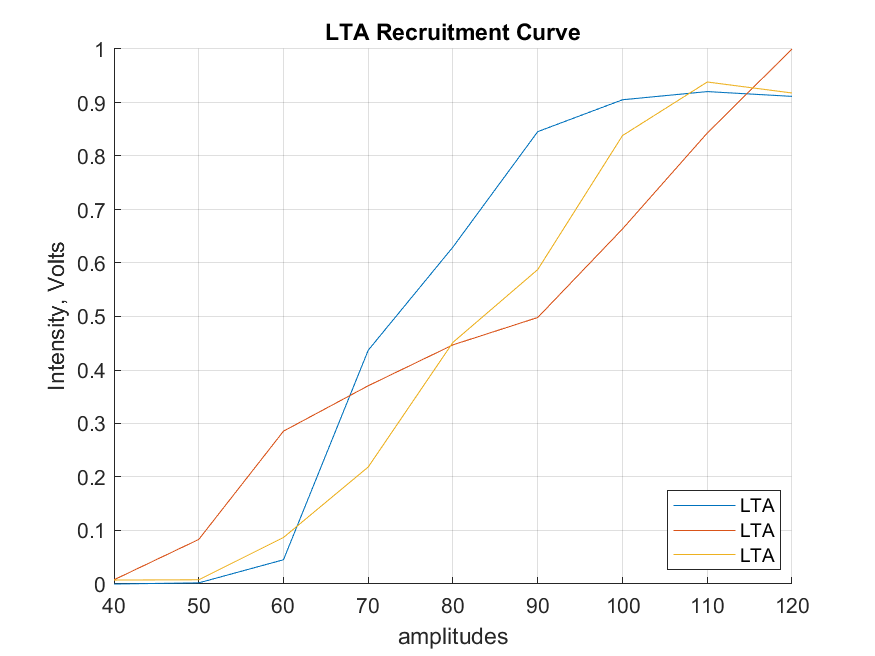 LTA Recruitment Curve
1
0.9
0.8
0.7
0.6
0.5
0.4
0.3
0.2
0.1
0
Intensity, Volts
40 50 60 70 80 90 100 110 120
amplitudes
LTA
LTA
LTA